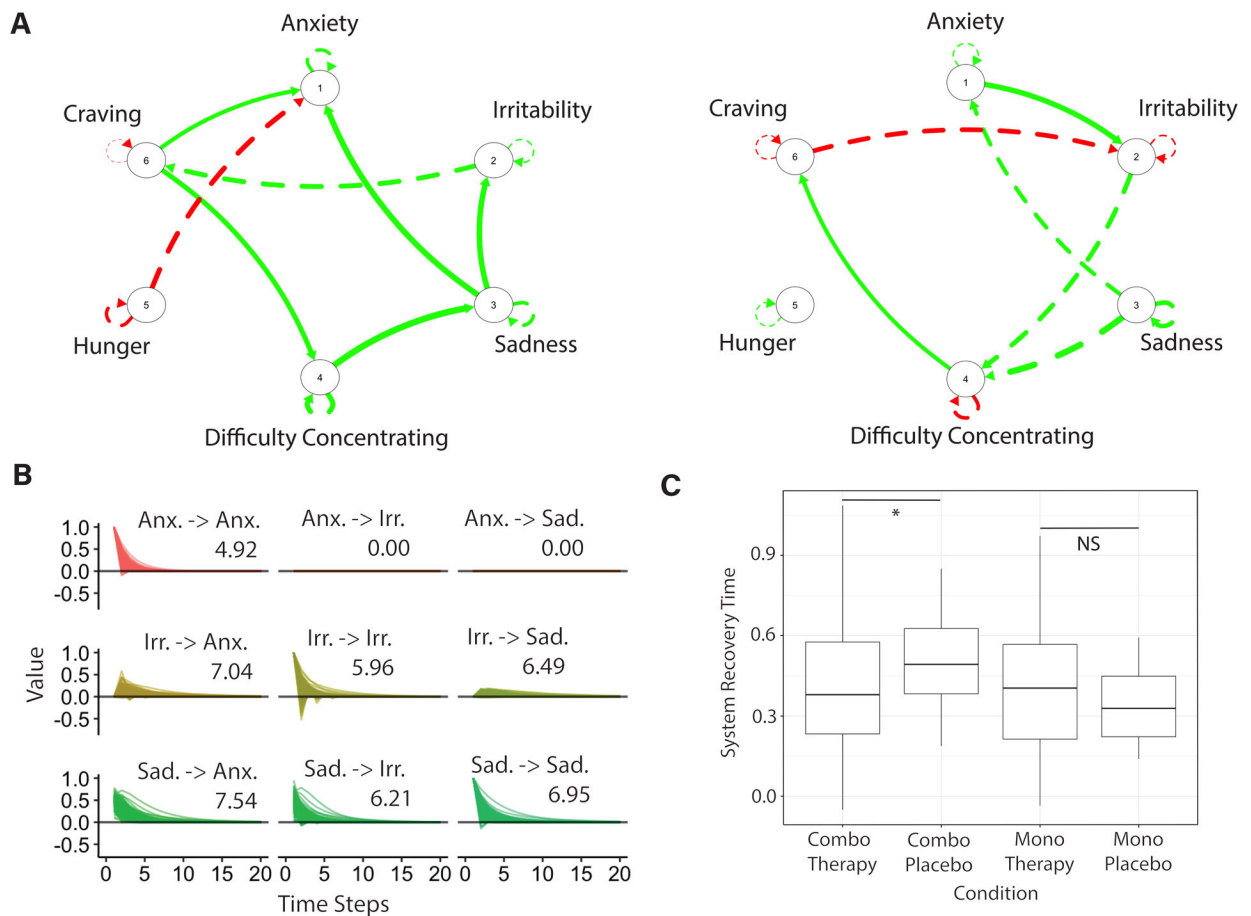 A
Anxiety
1
Craving
6
Irritability
2
5
Hunger
3
Sadness
4
Difficulty Concentrating
Anxiety
1
Craving
6
Irritability
2
5
Hunger
3
Sadness
4
Difficulty Concentrating
B
Value
1.0
0.5
0.0
-0.5
Anx. -> Anx.
4.92
Anx. -> Irr.
0.00
Anx. -> Sad.
0.00
1.0
0.5
0.0
-0.5
Irr. -> Anx.
7.04
Irr. -> Irr.
5.96
Irr. -> Sad.
6.49
1.0
0.5
0.0
-0.5
Sad. -> Anx.
7.54
Sad. -> Irr.
6.21
Sad. -> Sad.
6.95
0 5 10 15 20 0 5 10 15 20 0 5 10 15 20
Time Steps
C
System Recovery Time
0.9
0.6
0.3
0.0
*
NS
Combo Therapy
Combo Placebo
Mono Therapy
Mono Placebo
Condition